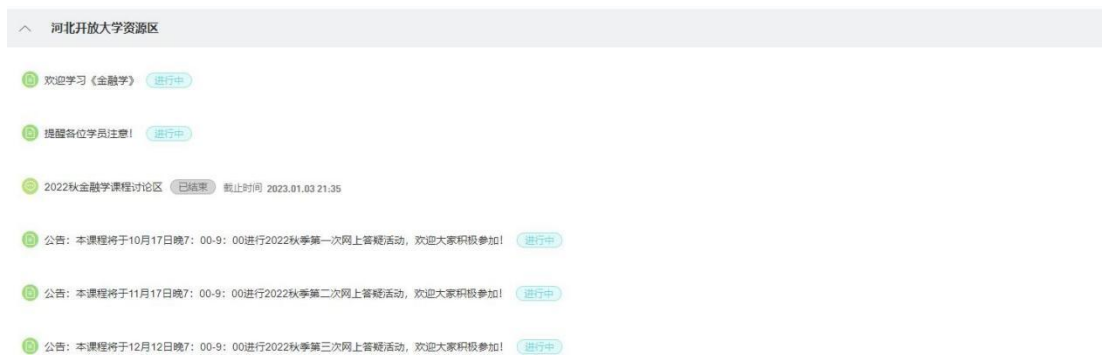 河北开放大学资源区
欢迎学习《金融学》 进行中
提醒各位学员注意! 进行中
2022秋金融学课程讨论区 已结束 截止时间 2023.01.03 21:35
公告：本课程将于10月17日晚7：00-9：00进行2022秋季第一次网上答疑活动，欢迎大家积极参加! 进行中
公告：本课程将于11月17日晚7：00-9：00进行2022秋季第二次网上答疑活动，欢迎大家积极参加! 进行中
公告：本课程将于12月12日晚7：00-9：00进行2022秋季第三次网上答疑活动，欢迎大家积极参加! 进行中